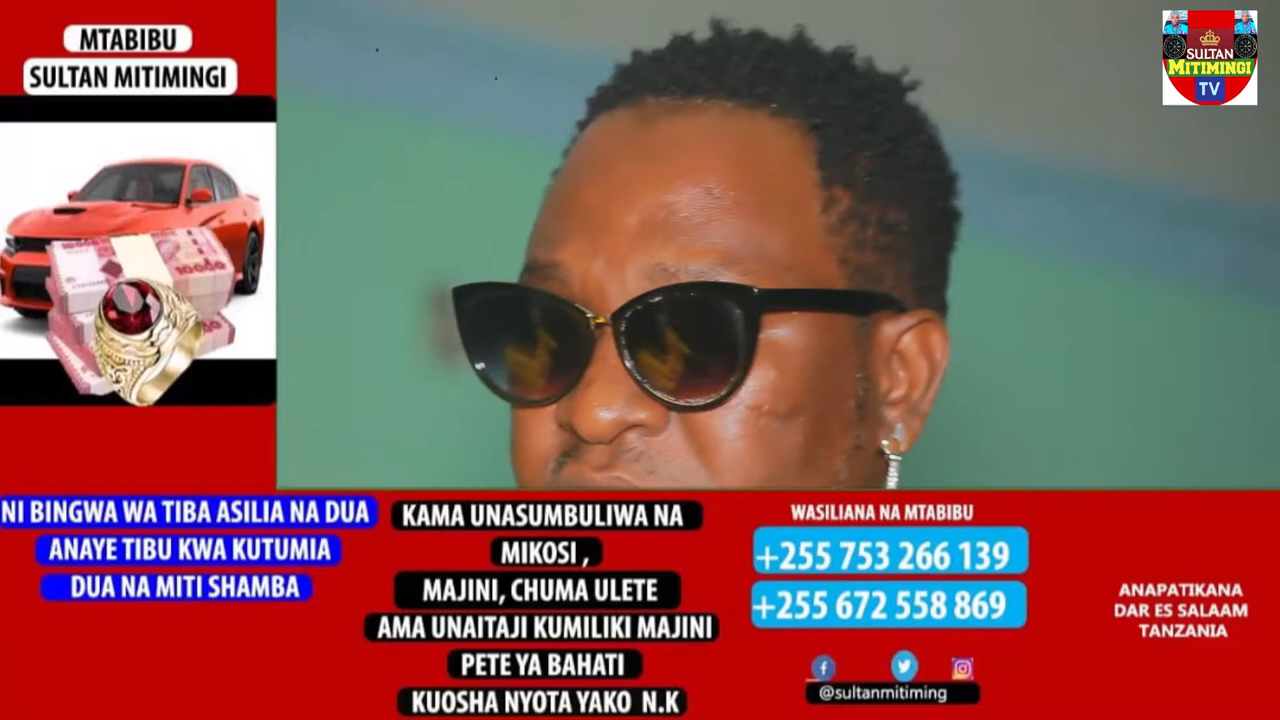 MTABIBU
SULTAN MITIMINGI
SULTAN
MITIMINGI
TV
10000
NI BINGWA WA TIBA ASILIA NA DUA
ANAYE TIBU KWA KUTUMIA
DUA NA MITI SHAMBA
KAMA UNASUMBULIWA NA
MIKOSI ,
MAJINI, CHUMA ULETE
AMA UNAITAJI KUMILIKI MAJINI
PETE YA BAHATI
KUOSHA NYOTA YAKO N.K
WASILIANA NA MTABIBU
+255 753 266 139
+255 672 558 869
@sultanmitiming
ANAPATIKANA
DAR ES SALAAM
TANZANIA